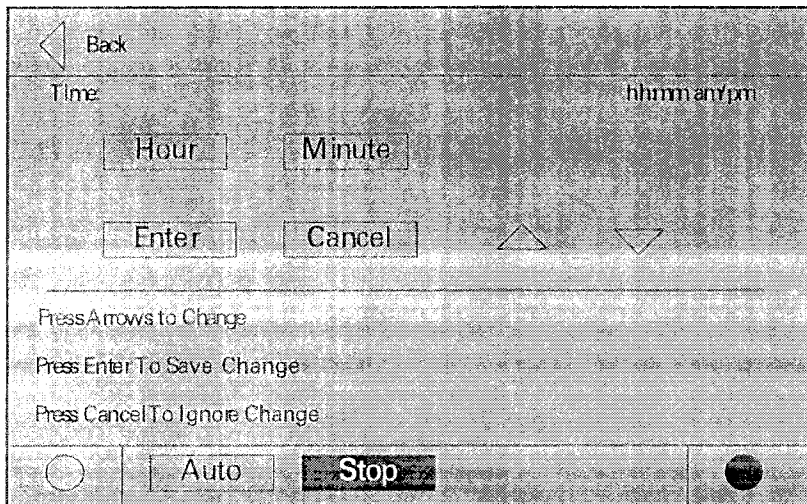 Back
Time: hh:mm am/pm
Hour Minute
Enter Cancel
Press Arrows to Change
Press Enter To Save Change
Press Cancel To Ignore Change
Auto Stop